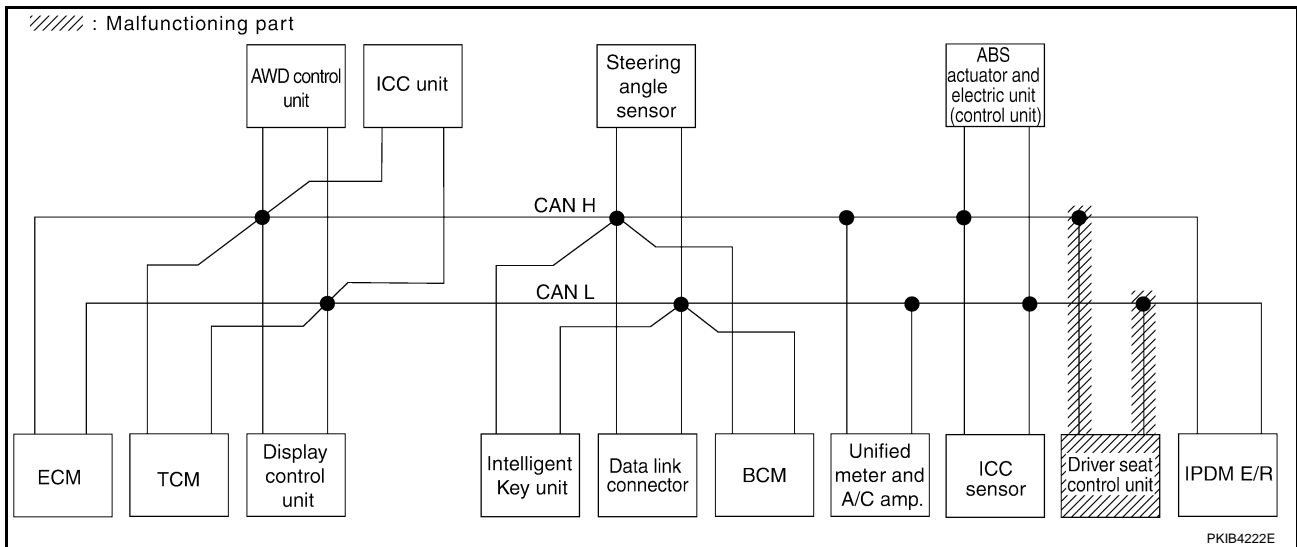 : Malfunctioning part
AWD control
unit
ICC unit
Steering
angle
sensor
ABS
actuator and
electric unit
(control unit)
CAN H
CAN L
ECM
TCM
Display
control
unit
Intelligent
Key unit
Data link
connector
BCM
Unified
meter and
A/C amp.
ICC
sensor
Driver seat
control unit
IPDM E/R
PKIB4222E